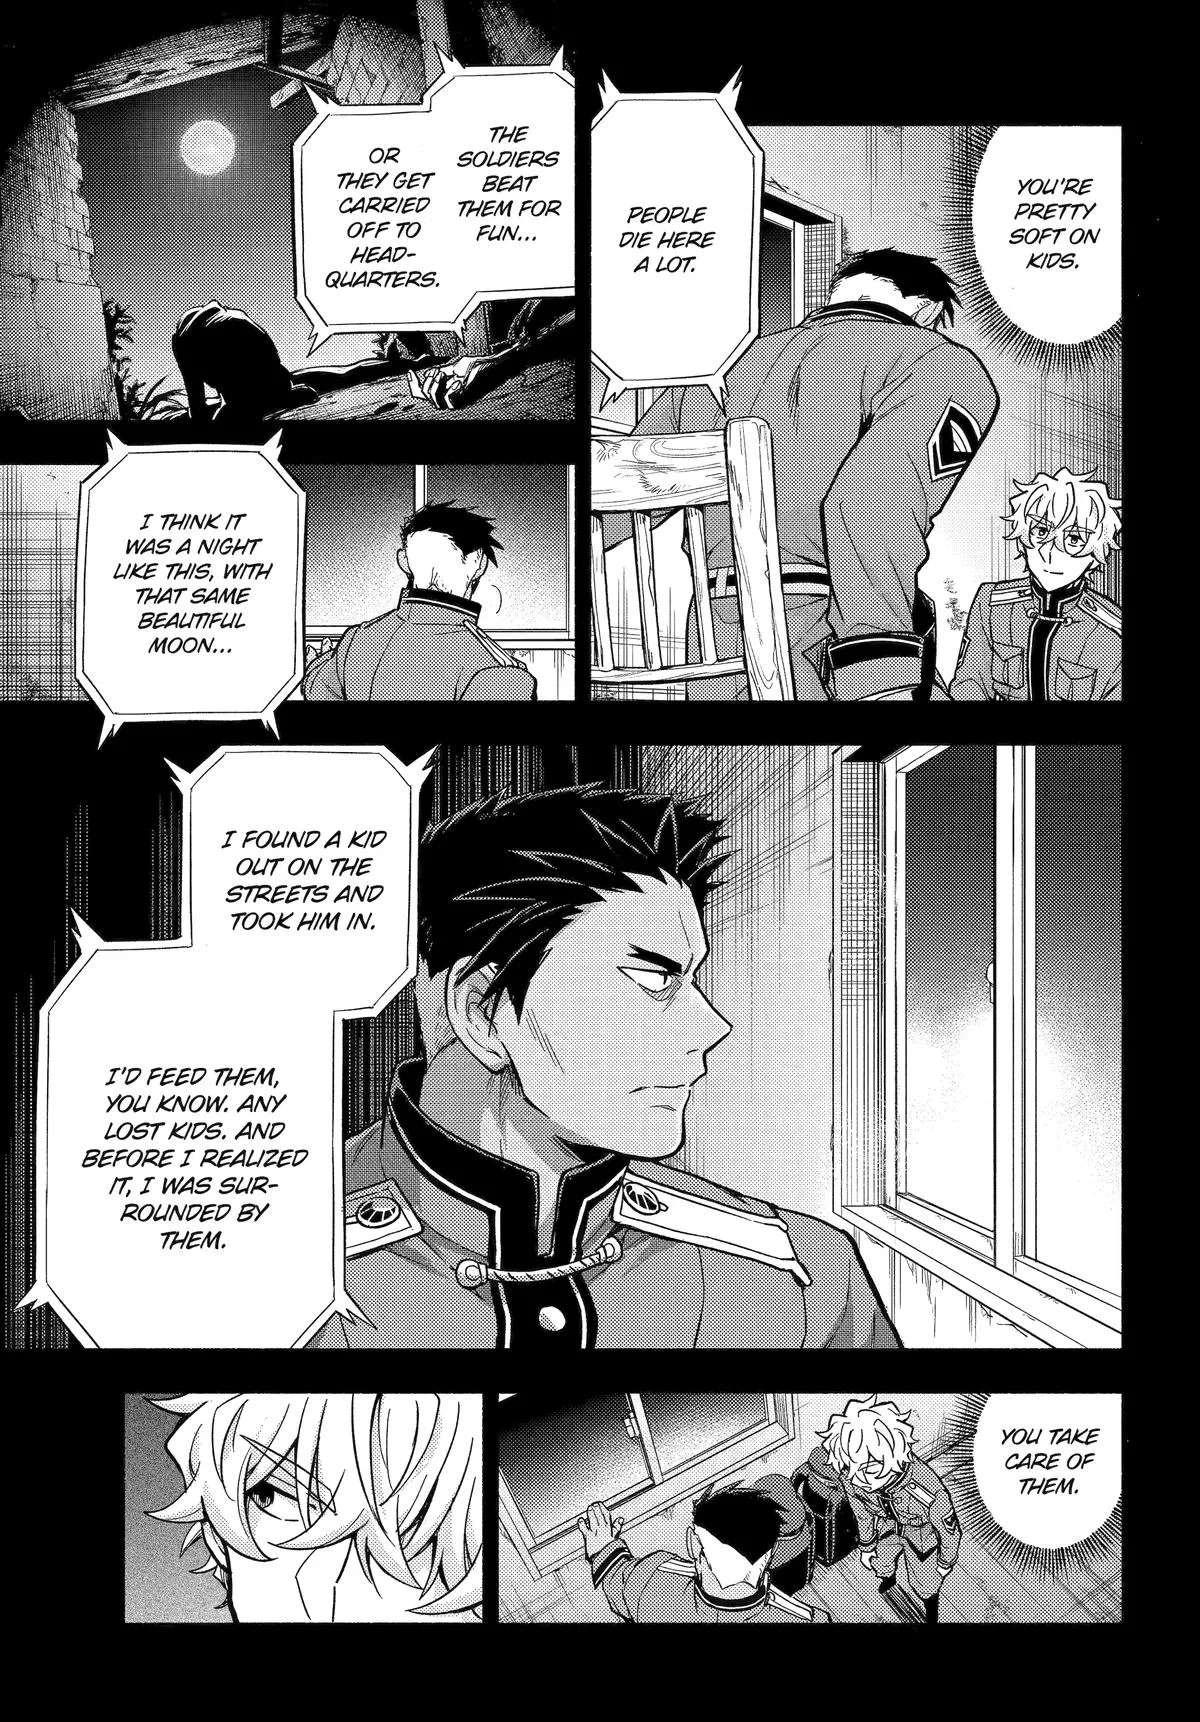 YOU'RE
PRETTY
SOFT ON
KIDS.
PEOPLE
DIE HERE
A LOT.
THE
SOLDIERS
BEAT
THEM FOR
FUN...
OR
THEY GET
CARRIED
OFF TO
HEAD-
QUARTERS.
I THINK IT
WAS A NIGHT
LIKE THIS, WITH
THAT SAME
BEAUTIFUL
MOON...
I FOUND A KID
OUT ON THE
STREETS AND
TOOK HIM IN.
I'D FEED THEM,
YOU KNOW. ANY
LOST KIDS. AND
BEFORE I REALIZED
IT, I WAS SUR-
ROUNDED BY
THEM.
YOU TAKE
CARE OF
THEM.